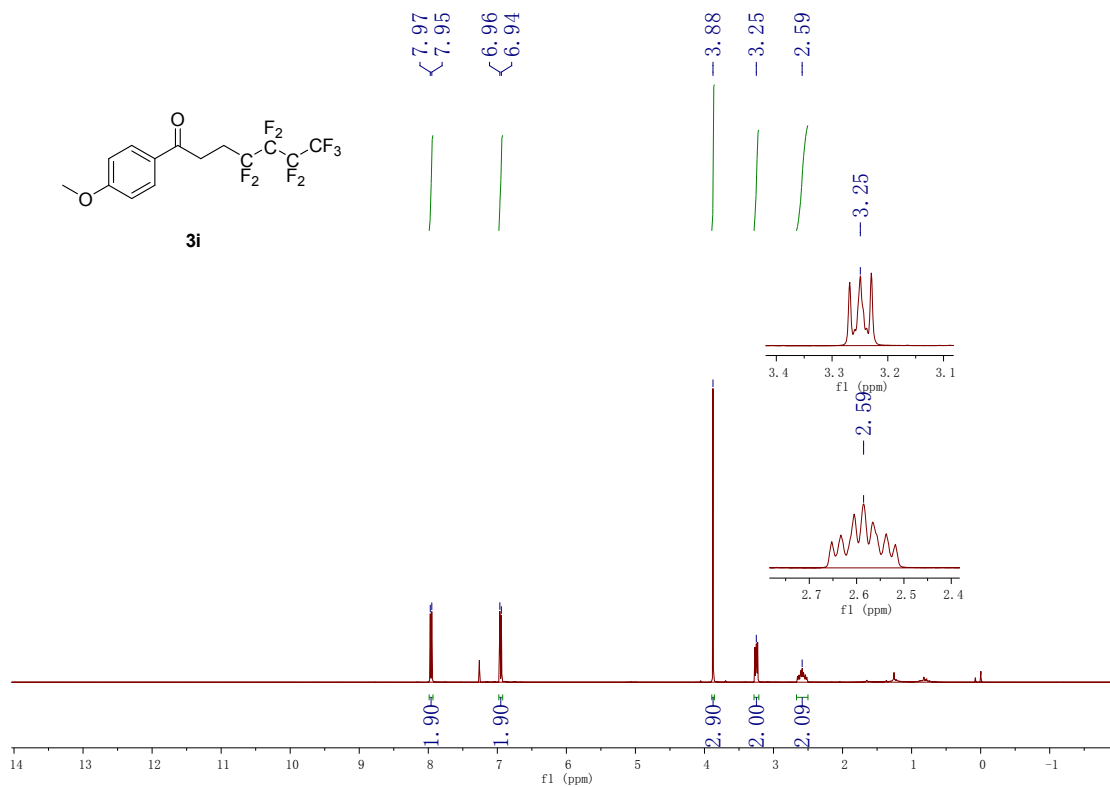 7.97
7.95
6.96
6.94
3.88
3.25
2.59
O
F2
F2
CF3
F2
F2
O
3i
3.25
3.4 3.3 3.2 3.1
f1 (ppm)
2.59
2.7 2.6 2.5 2.4
f1 (ppm)
1.90
1.90
2.90
2.00
2.09
14 13 12 11 10 9 8 7 6 5 4 3 2 1 0 -1
f1 (ppm)